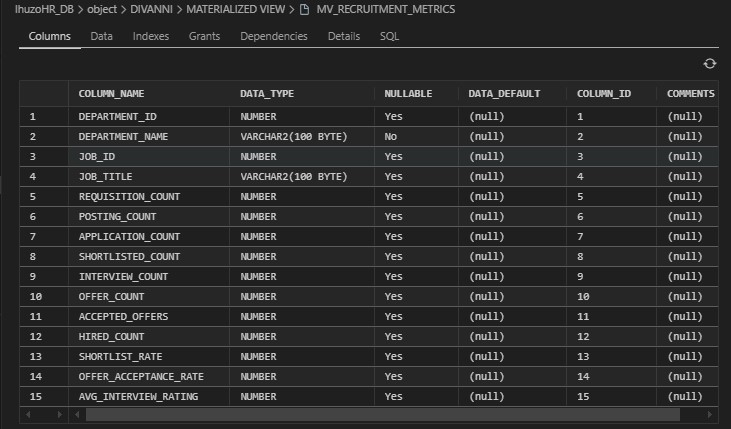 IhuzoHR_DB > object > DIVANNI > MATERIALIZED VIEW > MV_RECRUITMENT_METRICS
Columns Data Indexes Grants Dependencies Details SQL
COLUMN_NAME DATA_TYPE NULLABLE DATA_DEFAULT COLUMN_ID COMMENTS
1 DEPARTMENT_ID NUMBER Yes (null) 1 (null)
2 DEPARTMENT_NAME VARCHAR2(100 BYTE) No (null) 2 (null)
3 JOB_ID NUMBER Yes (null) 3 (null)
4 JOB_TITLE VARCHAR2(100 BYTE) Yes (null) 4 (null)
5 REQUISITION_COUNT NUMBER Yes (null) 5 (null)
6 POSTING_COUNT NUMBER Yes (null) 6 (null)
7 APPLICATION_COUNT NUMBER Yes (null) 7 (null)
8 SHORTLISTED_COUNT NUMBER Yes (null) 8 (null)
9 INTERVIEW_COUNT NUMBER Yes (null) 9 (null)
10 OFFER_COUNT NUMBER Yes (null) 10 (null)
11 ACCEPTED_OFFERS NUMBER Yes (null) 11 (null)
12 HIRED_COUNT NUMBER Yes (null) 12 (null)
13 SHORTLIST_RATE NUMBER Yes (null) 13 (null)
14 OFFER_ACCEPTANCE_RATE NUMBER Yes (null) 14 (null)
15 AVG_INTERVIEW_RATING NUMBER Yes (null) 15 (null)